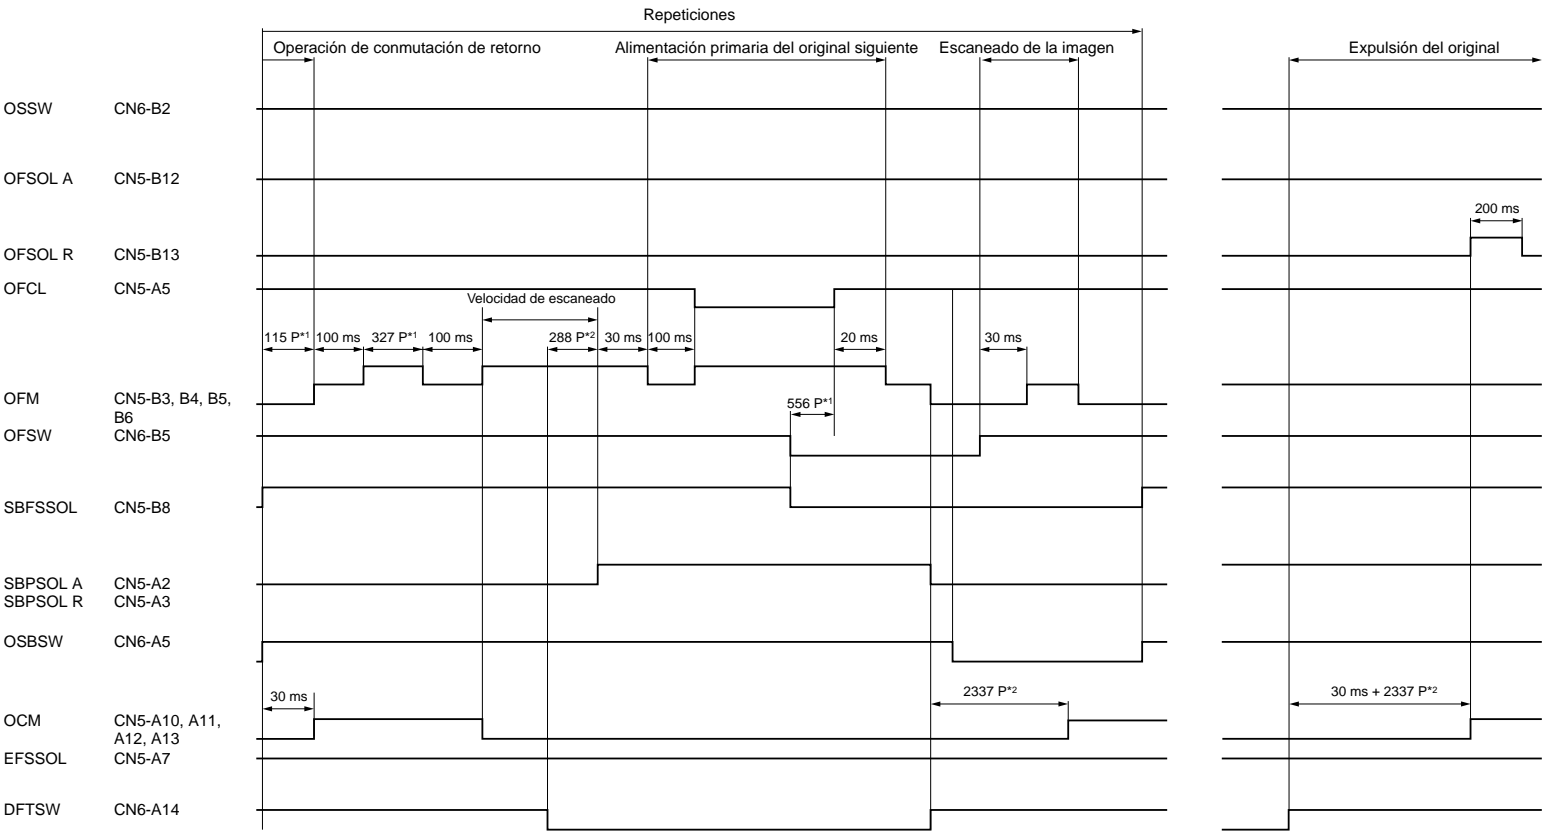 Repeticiones
Operación de conmutación de retorno
Alimentación primaria del original siguiente
Escaneado de la imagen
Expulsión del original
OSSW CN6-B2
OFSOL A CN5-B12
200 ms
OFSOL R CN5-B13
OFCL CN5-A5
Velocidad de escaneado
115 P*1 100 ms 327 P*1 100 ms 288 P*2 30 ms 100 ms 20 ms 30 ms
OFM CN5-B3, B4, B5,
B6
556 P*1
OFSW CN6-B5
SBFSSOL CN5-B8
SBPSOL A CN5-A2
SBPSOL R CN5-A3
OSBSW CN6-A5
30 ms 2337 P*2 30 ms + 2337 P*2
OCM CN5-A10, A11,
A12, A13
EFSSOL CN5-A7
DFTSW CN6-A14